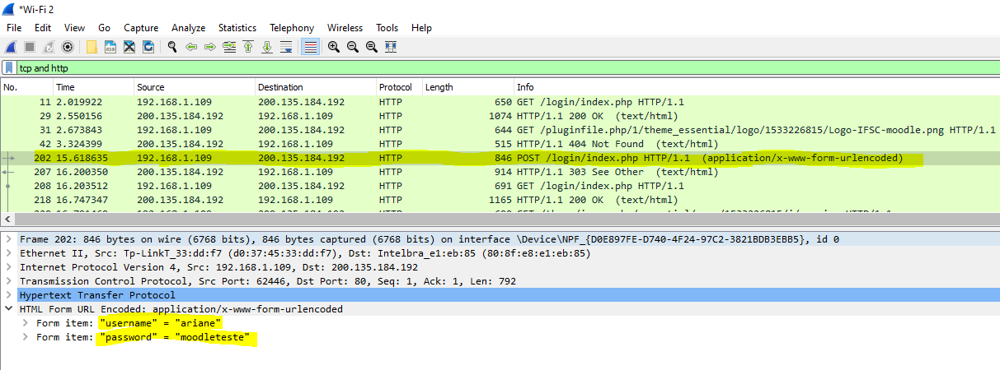 *Wi-Fi 2
File Edit View Go Capture Analyze Statistics Telephony Wireless Tools Help
tcp and http
No. Time Source Destination Protocol Length Info
11 2.019922 192.168.1.109 200.135.184.192 HTTP 650 GET /login/index.php HTTP/1.1
29 2.550156 200.135.184.192 192.168.1.109 HTTP 1074 HTTP/1.1 200 OK (text/html)
31 2.673843 192.168.1.109 200.135.184.192 HTTP 644 GET /pluginfile.php/1/theme_essential/logo/1533226815/Logo-IFSC-moodle.png HTTP/1.1
42 3.324399 200.135.184.192 192.168.1.109 HTTP 515 HTTP/1.1 404 Not Found (text/html)
202 15.618635 192.168.1.109 200.135.184.192 HTTP 846 POST /login/index.php HTTP/1.1 (application/x-www-form-urlencoded)
207 16.200350 200.135.184.192 192.168.1.109 HTTP 914 HTTP/1.1 303 See Other (text/html)
208 16.203512 192.168.1.109 200.135.184.192 HTTP 691 GET /login/index.php HTTP/1.1
218 16.747347 200.135.184.192 192.168.1.109 HTTP 1165 HTTP/1.1 200 OK (text/html)
Frame 202: 846 bytes on wire (6768 bits), 846 bytes captured (6768 bits) on interface \Device\NPF_{D0E897FE-D740-4F24-97C2-3821BDB3EBB5}, id 0
Ethernet II, Src: Tp-LinkT_33:dd:f7 (d0:37:45:33:dd:f7), Dst: Intelbra_e1:eb:85 (80:8f:e8:e1:eb:85)
Internet Protocol Version 4, Src: 192.168.1.109, Dst: 200.135.184.192
Transmission Control Protocol, Src Port: 62446, Dst Port: 80, Seq: 1, Ack: 1, Len: 792
Hypertext Transfer Protocol
HTML Form URL Encoded: application/x-www-form-urlencoded
Form item: "username" = "ariane"
Form item: "password" = "moodleteste"